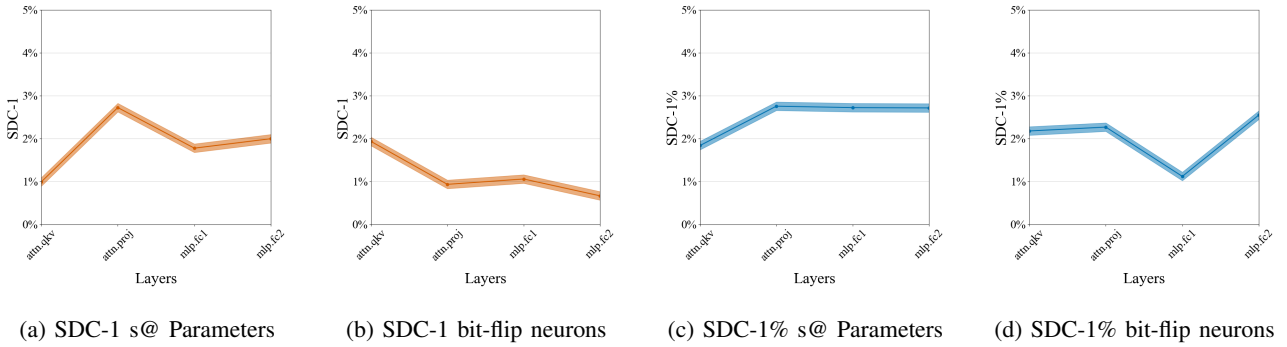 5%
4%
3%
2%
1%
0%
SDC-1
attn.qkv
attn.proj
mlp.fc1
mlp.fc2
Layers
(a) SDC-1 s@ Parameters
5%
4%
3%
2%
1%
0%
SDC-1
attn.qkv
attn.proj
mlp.fc1
mlp.fc2
Layers
(b) SDC-1 bit-flip neurons
5%
4%
3%
2%
1%
0%
SDC-1%
attn.qkv
attn.proj
mlp.fc1
mlp.fc2
Layers
(c) SDC-1% s@ Parameters
5%
4%
3%
2%
1%
0%
SDC-1%
attn.qkv
attn.proj
mlp.fc1
mlp.fc2
Layers
(d) SDC-1% bit-flip neurons